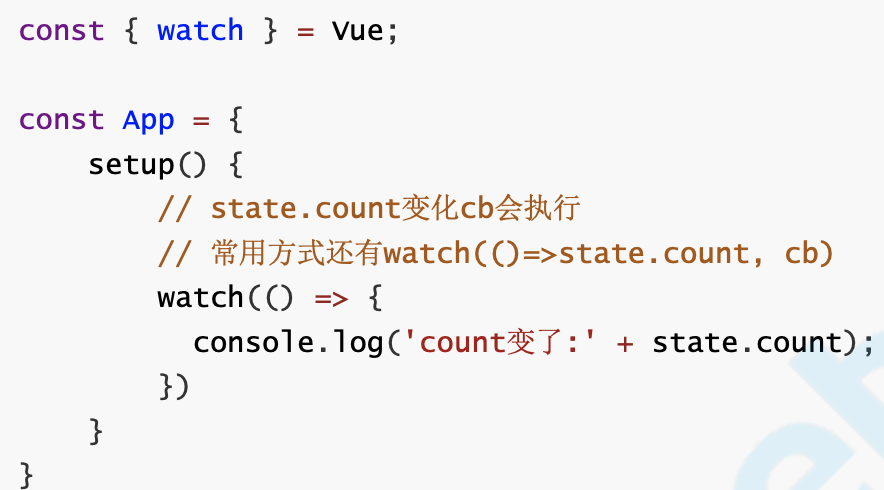 const { watch } = Vue;
const App = {
    setup() {
        // state.count变化cb会执行
        // 常用方式还有watch(()=>state.count, cb)
        watch(() => {
          console.log('count变了:' + state.count);
        })
    }
}